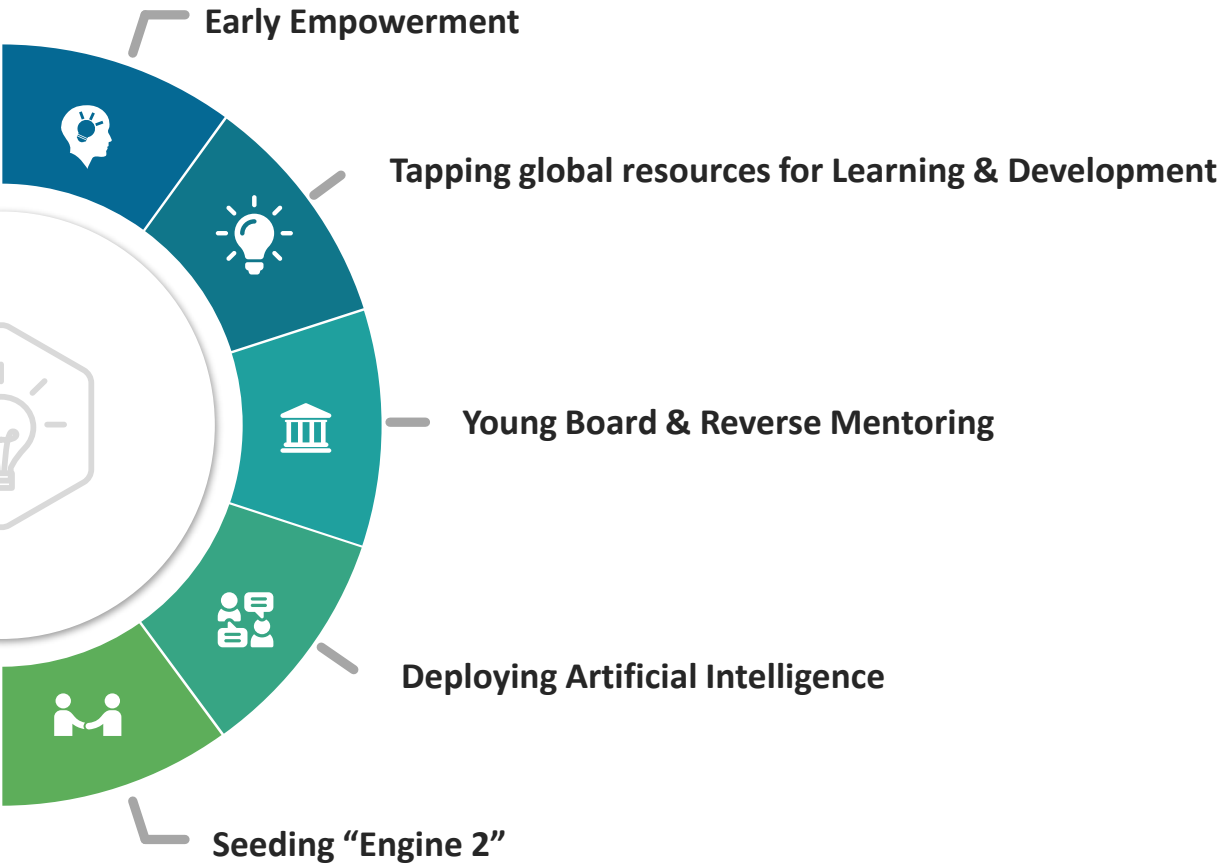 Early Empowerment
Tapping global resources for Learning & Development
Young Board & Reverse Mentoring
Deploying Artificial Intelligence
Seeding “Engine 2”